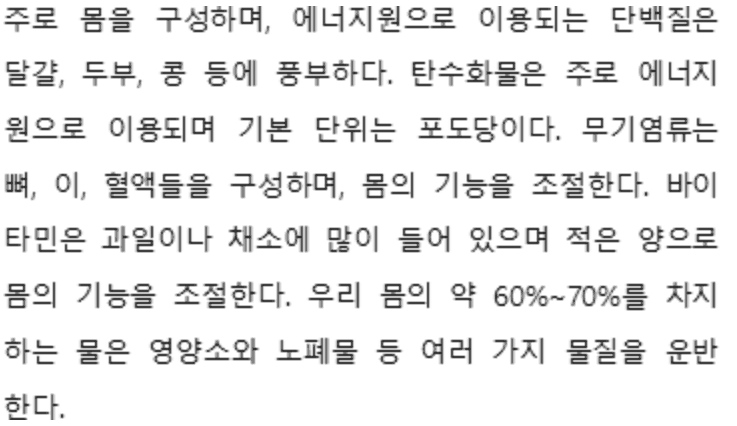 주로 몸을 구성하며, 에너지원으로 이용되는 단백질은
달걀, 두부, 콩 등에 풍부하다. 탄수화물은 주로 에너지
원으로 이용되며 기본 단위는 포도당이다. 무기염류는
뼈, 이, 혈액들을 구성하며, 몸의 기능을 조절한다. 바이
타민은 과일이나 채소에 많이 들어 있으며 적은 양으로
몸의 기능을 조절한다. 우리 몸의 약 60%~70%를 차지
하는 물은 영양소와 노폐물 등 여러 가지 물질을 운반
한다.